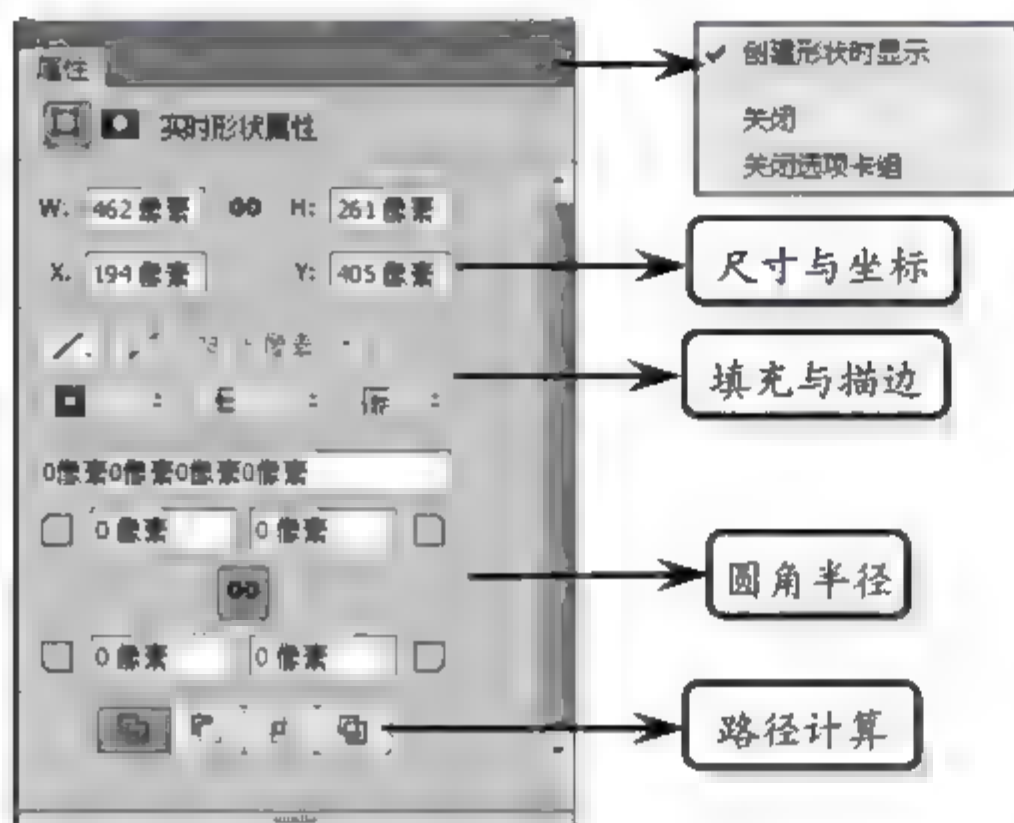 属性
创建形状时显示
关闭
关闭选项卡组
实时形状属性
W: 462 像素 H: 261 像素
X: 194 像素 Y: 405 像素
尺寸与坐标
像素
填充与描边
0像素0像素0像素0像素
0 像素 0 像素
圆角半径
0 像素 0 像素
路径计算